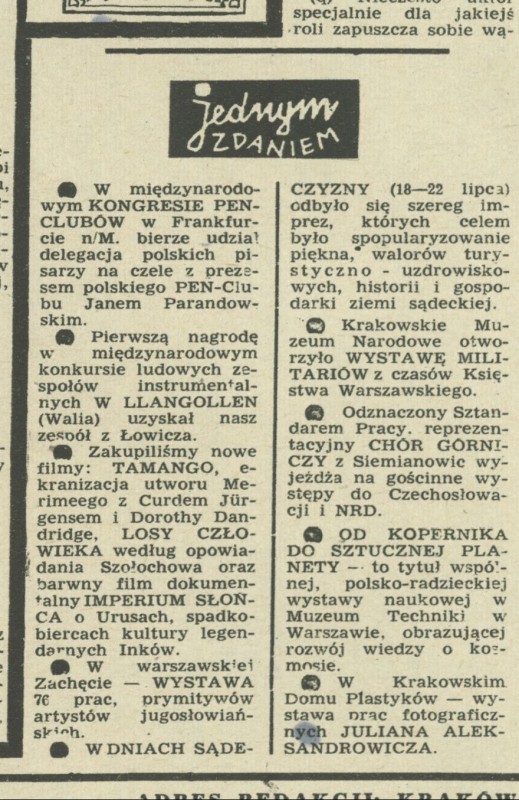 specjalnie dla jakiejś
roli zapuszcza sobie wą-
jednym
ZDANIEM
W międzynarodo-
wym KONGRESIE PEN-
CLUBÓW w Frankfur-
cie n/M. bierze udział
delegacja polskich pi-
sarzy na czele z preze-
sem polskiego PEN-Clu-
bu Janem Parandow-
skim.
Pierwszą nagrodę
w międzynarodowym
konkursie ludowych ze-
społów instrumental-
nych W LLANGOLLEN
(Walia) uzyskał nasz
zespół z Łowicza.
Zakupiliśmy nowe
filmy: TAMANGO, e-
kranizacja utworu Me-
rimeego z Curdem Jür-
gensem i Dorothy Dan-
dridge, LOSY CZŁO-
WIEKA według opowia-
dania Szołochowa oraz
barwny film dokumen-
talny IMPERIUM SŁOŃ-
CA o Urusach, spadko-
biercach kultury legen-
darnych Inków.
W warszawskiej
Zachęcie — WYSTAWA
76 prac, prymitywów
artystów jugosłowiań-
skich.
W DNIACH SĄDE-
CZYZNY (18—22 lipca)
odbyło się szereg im-
prez, których celem
było spopularyzowanie
piękna, walorów tury-
styczno - uzdrowisko-
wych, historii i gospo-
darki ziemi sądeckiej.
Krakowskie Mu-
zeum Narodowe otwo-
rzyło WYSTAWĘ MILI-
TARIÓW z czasów Księ-
stwa Warszawskiego.
Odznaczony Sztan-
darem Pracy. reprezen-
tacyjny CHÓR GÓRNI-
CZY z Siemianowic wy-
jeżdża na gościnne wy-
stępy do Czechosłowa-
cji i NRD.
OD KOPERNIKA
DO SZTUCZNEJ PLA-
NETY — to tytuł wspól-
nej, polsko-radzieckiej
wystawy naukowej w
Muzeum Techniki w
Warszawie, obrazującej
rozwój wiedzy o koz-
mosie.
W Krakowskim
Domu Plastyków — wy-
stawa prac fotograficz-
nych JULIANA ALEK-
SANDROWICZA.
ADRES REDAKCJI: KRAKÓW